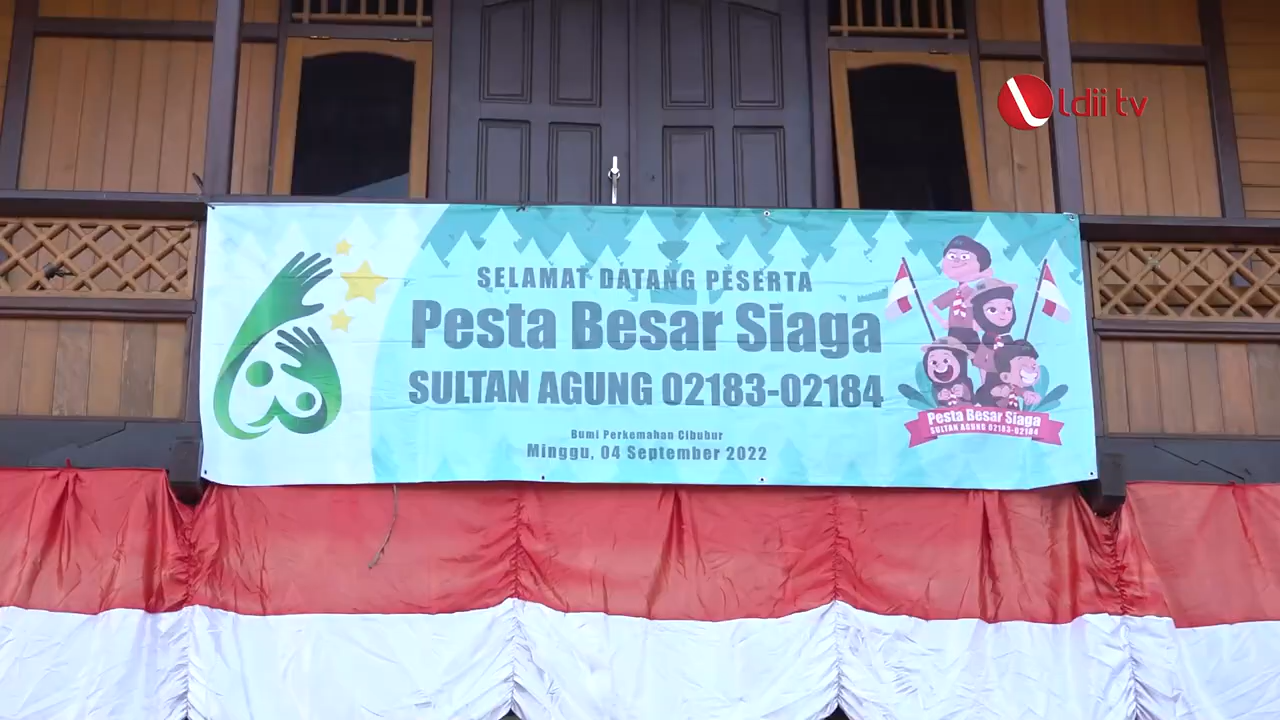 ldii tv
SELAMAT DATANG PESERTA
Pesta Besar Siaga
SULTAN AGUNG 02183-02184
Bumi Perkemahan Cibubur
Minggu, 04 September 2022
Pesta Besar Siaga
SULTAN AGUNG 02183-02184